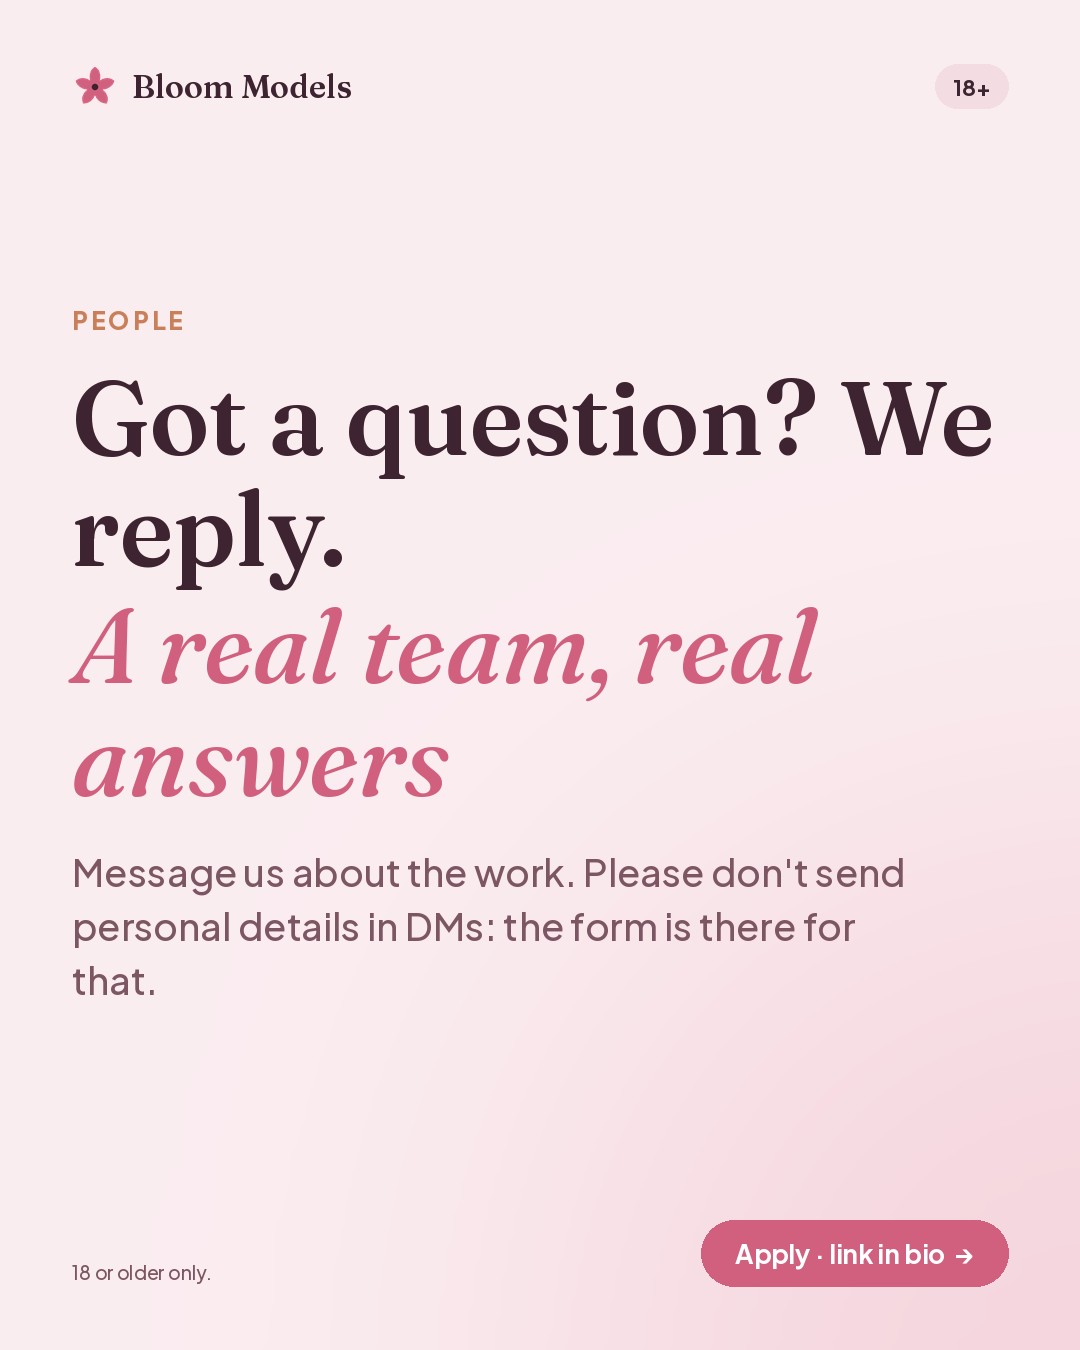 Bloom Models
18+
PEOPLE
Got a question? We
reply.
A real team, real
answers
Message us about the work. Please don't send
personal details in DMs: the form is there for
that.
18 or older only.
Apply · link in bio →